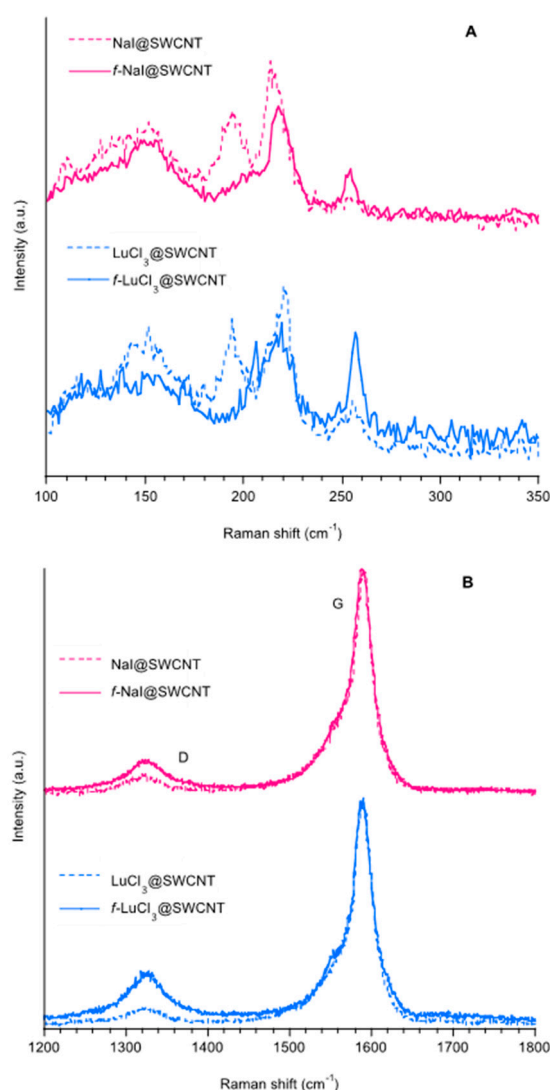 A
NaI@SWCNT
f-NaI@SWCNT
LuCl₃@SWCNT
f-LuCl₃@SWCNT
Intensity (a.u.)
100 150 200 250 300 350
Raman shift (cm⁻¹)
B
G
NaI@SWCNT
f-NaI@SWCNT
D
LuCl₃@SWCNT
f-LuCl₃@SWCNT
Intensity (a.u.)
1200 1300 1400 1500 1600 1700 1800
Raman shift (cm⁻¹)